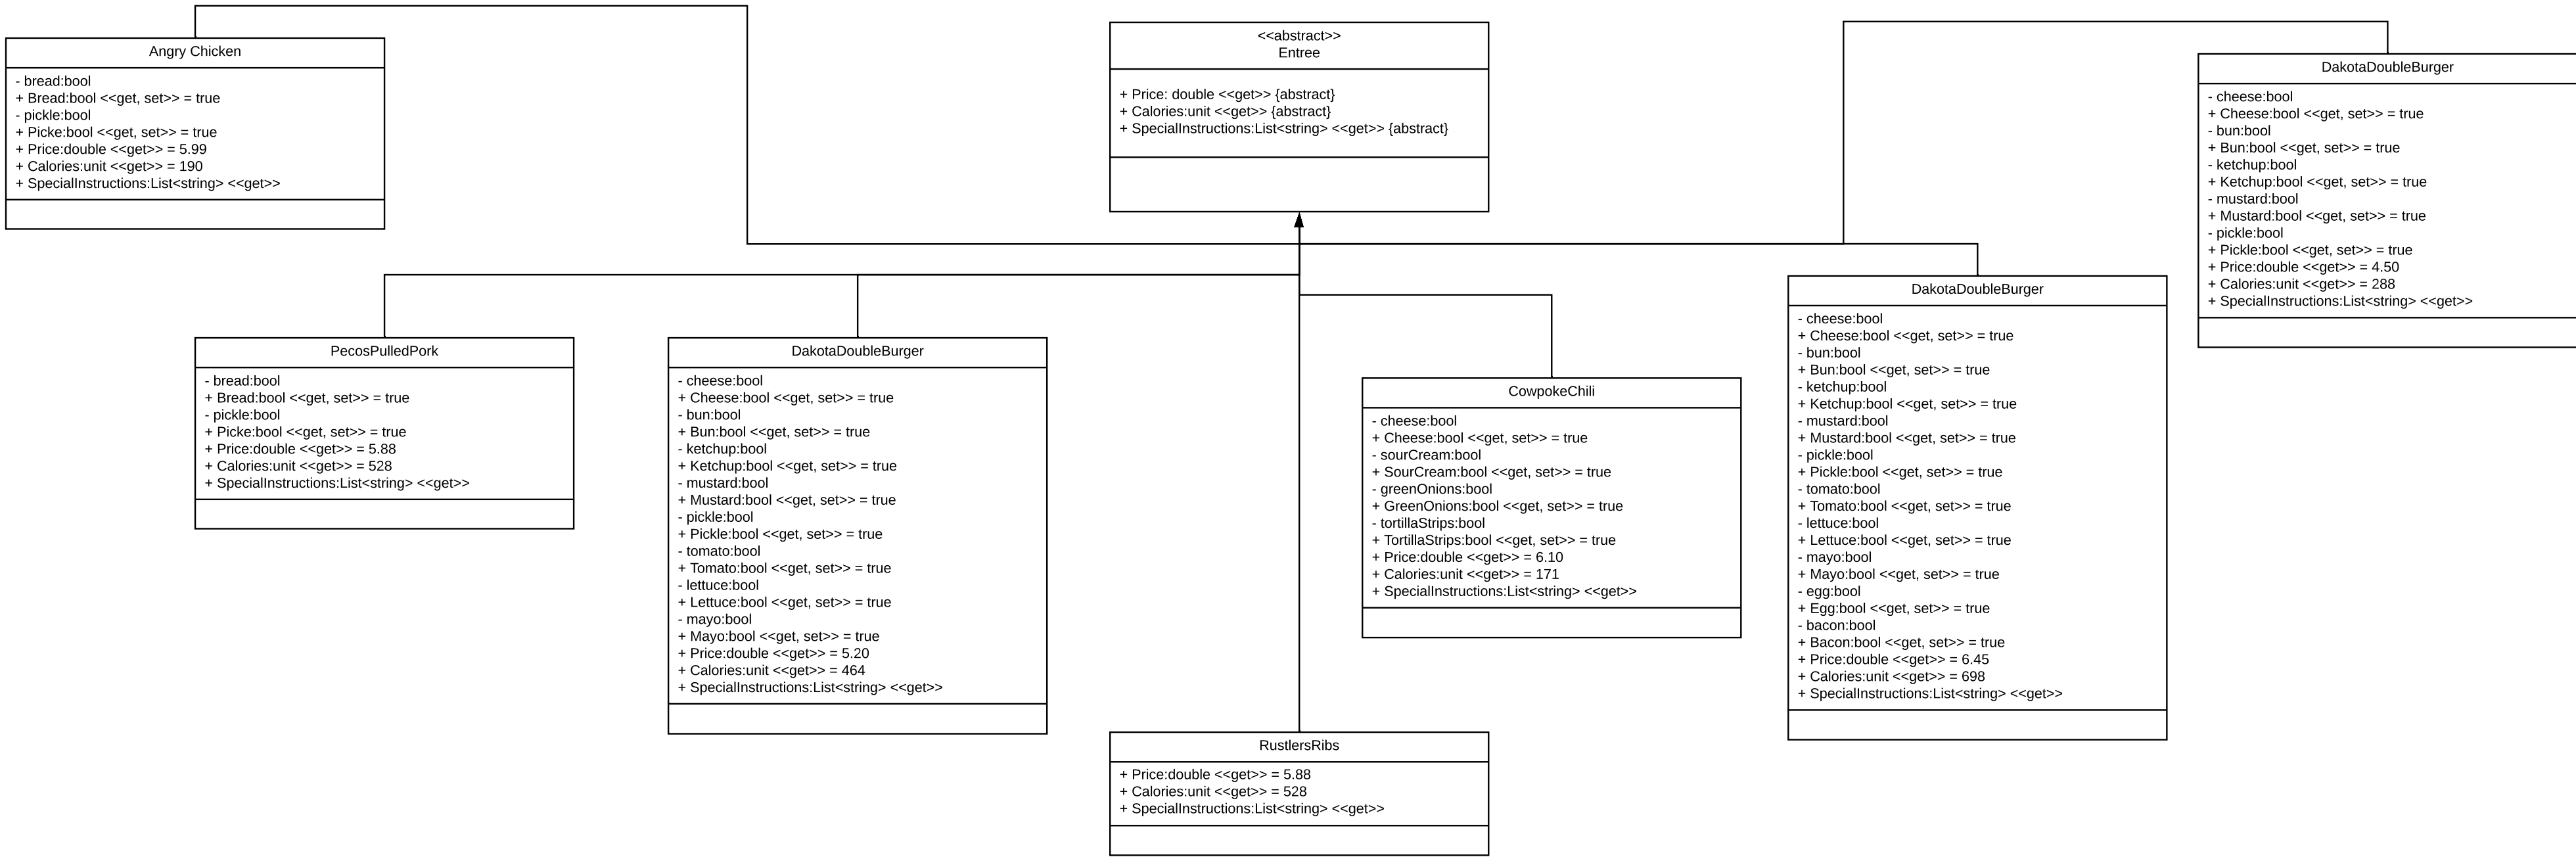 Angry Chicken
- bread:bool
+ Bread:bool <<get, set>> = true
- pickle:bool
+ Picke:bool <<get, set>> = true
+ Price:double <<get>> = 5.99
+ Calories:unit <<get>> = 190
+ SpecialInstructions:List<string> <<get>>
<<abstract>>
Entree
+ Price: double <<get>> {abstract}
+ Calories:unit <<get>> {abstract}
+ SpecialInstructions:List<string> <<get>> {abstract}
DakotaDoubleBurger
- cheese:bool
+ Cheese:bool <<get, set>> = true
- bun:bool
+ Bun:bool <<get, set>> = true
- ketchup:bool
+ Ketchup:bool <<get, set>> = true
- mustard:bool
+ Mustard:bool <<get, set>> = true
- pickle:bool
+ Pickle:bool <<get, set>> = true
+ Price:double <<get>> = 4.50
+ Calories:unit <<get>> = 288
+ SpecialInstructions:List<string> <<get>>
PecosPulledPork
- bread:bool
+ Bread:bool <<get, set>> = true
- pickle:bool
+ Picke:bool <<get, set>> = true
+ Price:double <<get>> = 5.88
+ Calories:unit <<get>> = 528
+ SpecialInstructions:List<string> <<get>>
DakotaDoubleBurger
- cheese:bool
+ Cheese:bool <<get, set>> = true
- bun:bool
+ Bun:bool <<get, set>> = true
- ketchup:bool
+ Ketchup:bool <<get, set>> = true
- mustard:bool
+ Mustard:bool <<get, set>> = true
- pickle:bool
+ Pickle:bool <<get, set>> = true
- tomato:bool
+ Tomato:bool <<get, set>> = true
- lettuce:bool
+ Lettuce:bool <<get, set>> = true
- mayo:bool
+ Mayo:bool <<get, set>> = true
+ Price:double <<get>> = 5.20
+ Calories:unit <<get>> = 464
+ SpecialInstructions:List<string> <<get>>
CowpokeChili
- cheese:bool
+ Cheese:bool <<get, set>> = true
- sourCream:bool
+ SourCream:bool <<get, set>> = true
- greenOnions:bool
+ GreenOnions:bool <<get, set>> = true
- tortillaStrips:bool
+ TortillaStrips:bool <<get, set>> = true
+ Price:double <<get>> = 6.10
+ Calories:unit <<get>> = 171
+ SpecialInstructions:List<string> <<get>>
DakotaDoubleBurger
- cheese:bool
+ Cheese:bool <<get, set>> = true
- bun:bool
+ Bun:bool <<get, set>> = true
- ketchup:bool
+ Ketchup:bool <<get, set>> = true
- mustard:bool
+ Mustard:bool <<get, set>> = true
- pickle:bool
+ Pickle:bool <<get, set>> = true
- tomato:bool
+ Tomato:bool <<get, set>> = true
- lettuce:bool
+ Lettuce:bool <<get, set>> = true
- mayo:bool
+ Mayo:bool <<get, set>> = true
- egg:bool
+ Egg:bool <<get, set>> = true
- bacon:bool
+ Bacon:bool <<get, set>> = true
+ Price:double <<get>> = 6.45
+ Calories:unit <<get>> = 698
+ SpecialInstructions:List<string> <<get>>
RustlersRibs
+ Price:double <<get>> = 5.88
+ Calories:unit <<get>> = 528
+ SpecialInstructions:List<string> <<get>>